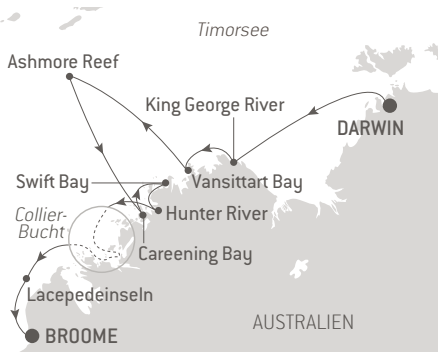 Timorsee
Ashmore Reef
King George River
DARWIN
Swift Bay
Vansittart Bay
Collier-
Bucht
Hunter River
Careening Bay
Lacepedeinseln
AUSTRALIEN
BROOME